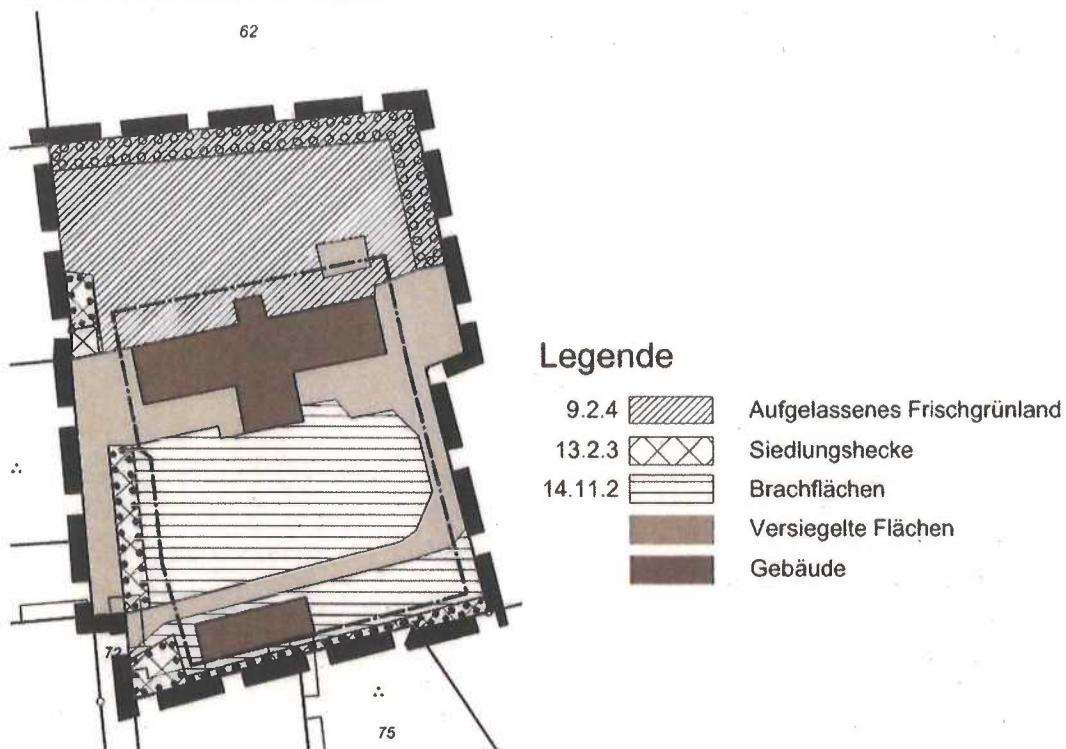 62
Legende
9.2.4 Aufgelassenes Frischgrünland
13.2.3 Siedlungshecke
14.11.2 Brachflächen
Versiegelte Flächen
Gebäude
75